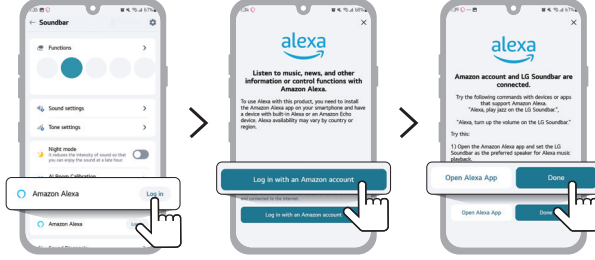 Soundbar
Functions
Sound settings
Tone settings
Night mode
It reduces the intensity of sound so that
you can enjoy the sound at a late hour.
AI Room Calibration
Amazon Alexa
Log in
Amazon Alexa
alexa
Listen to music, news, and other
information or control functions with
Amazon Alexa.
To use Alexa with this product, you need to install
the Amazon Alexa app on your smartphone and have
a device with built-in Alexa or an Amazon Echo
device. Alexa availability may vary by country or
region.
Log in with an Amazon account
and connected to the internet.
Log in with an Amazon account
alexa
Amazon account and LG Soundbar are
connected.
Try the following commands with devices or apps
that support Amazon Alexa.
"Alexa, play jazz on the LG Soundbar.",
"Alexa, turn up the volume on the LG Soundbar."
Try this:
1) Open the Amazon Alexa app and set the LG
Soundbar as the preferred speaker for Alexa music
playback.
Open Alexa App
Done
Open Alexa App
Done